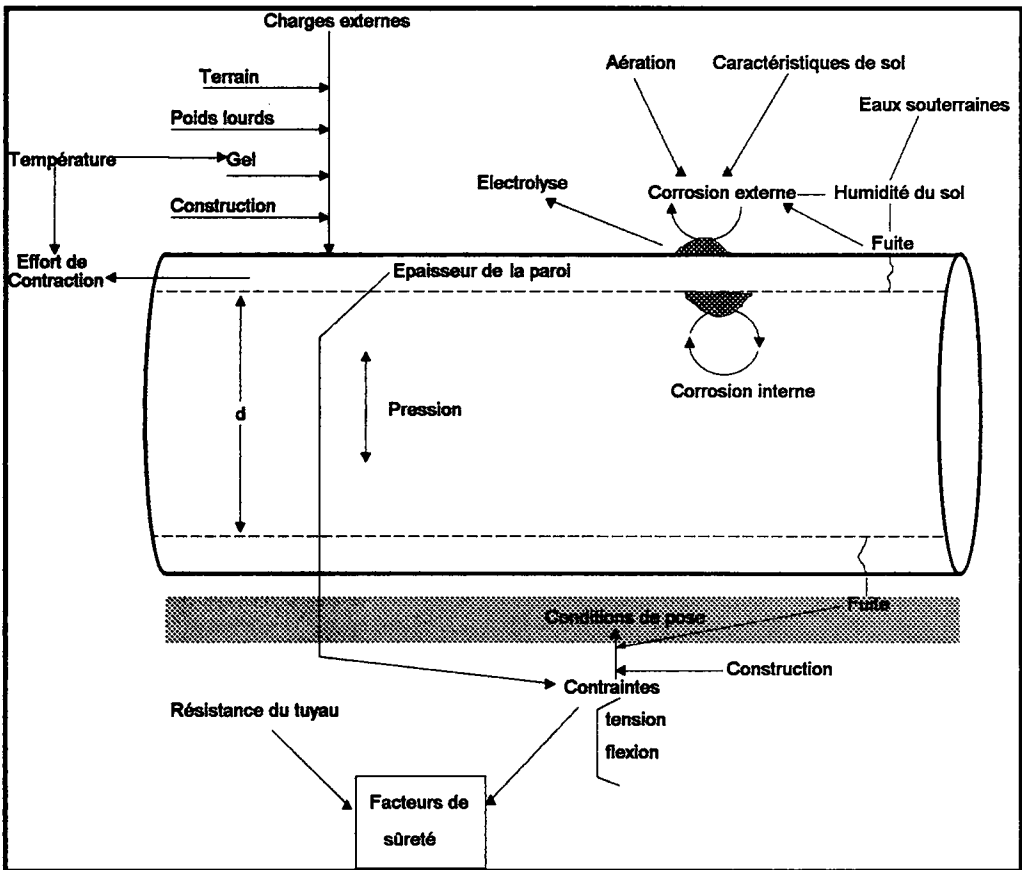 Charges externes
Terrain
Aération
Caractéristiques de sol
Poids lourds
Eaux souterraines
Température
Gel
Electrolyse
Corrosion externe
Humidité du sol
Construction
Fuite
Effort de
Contraction
Epaisseur de la paroi
Corrosion interne
d
Pression
Fuite
Conditions de pose
Construction
Contraintes
Résistance du tuyau
tension
flexion
Facteurs de
sûreté